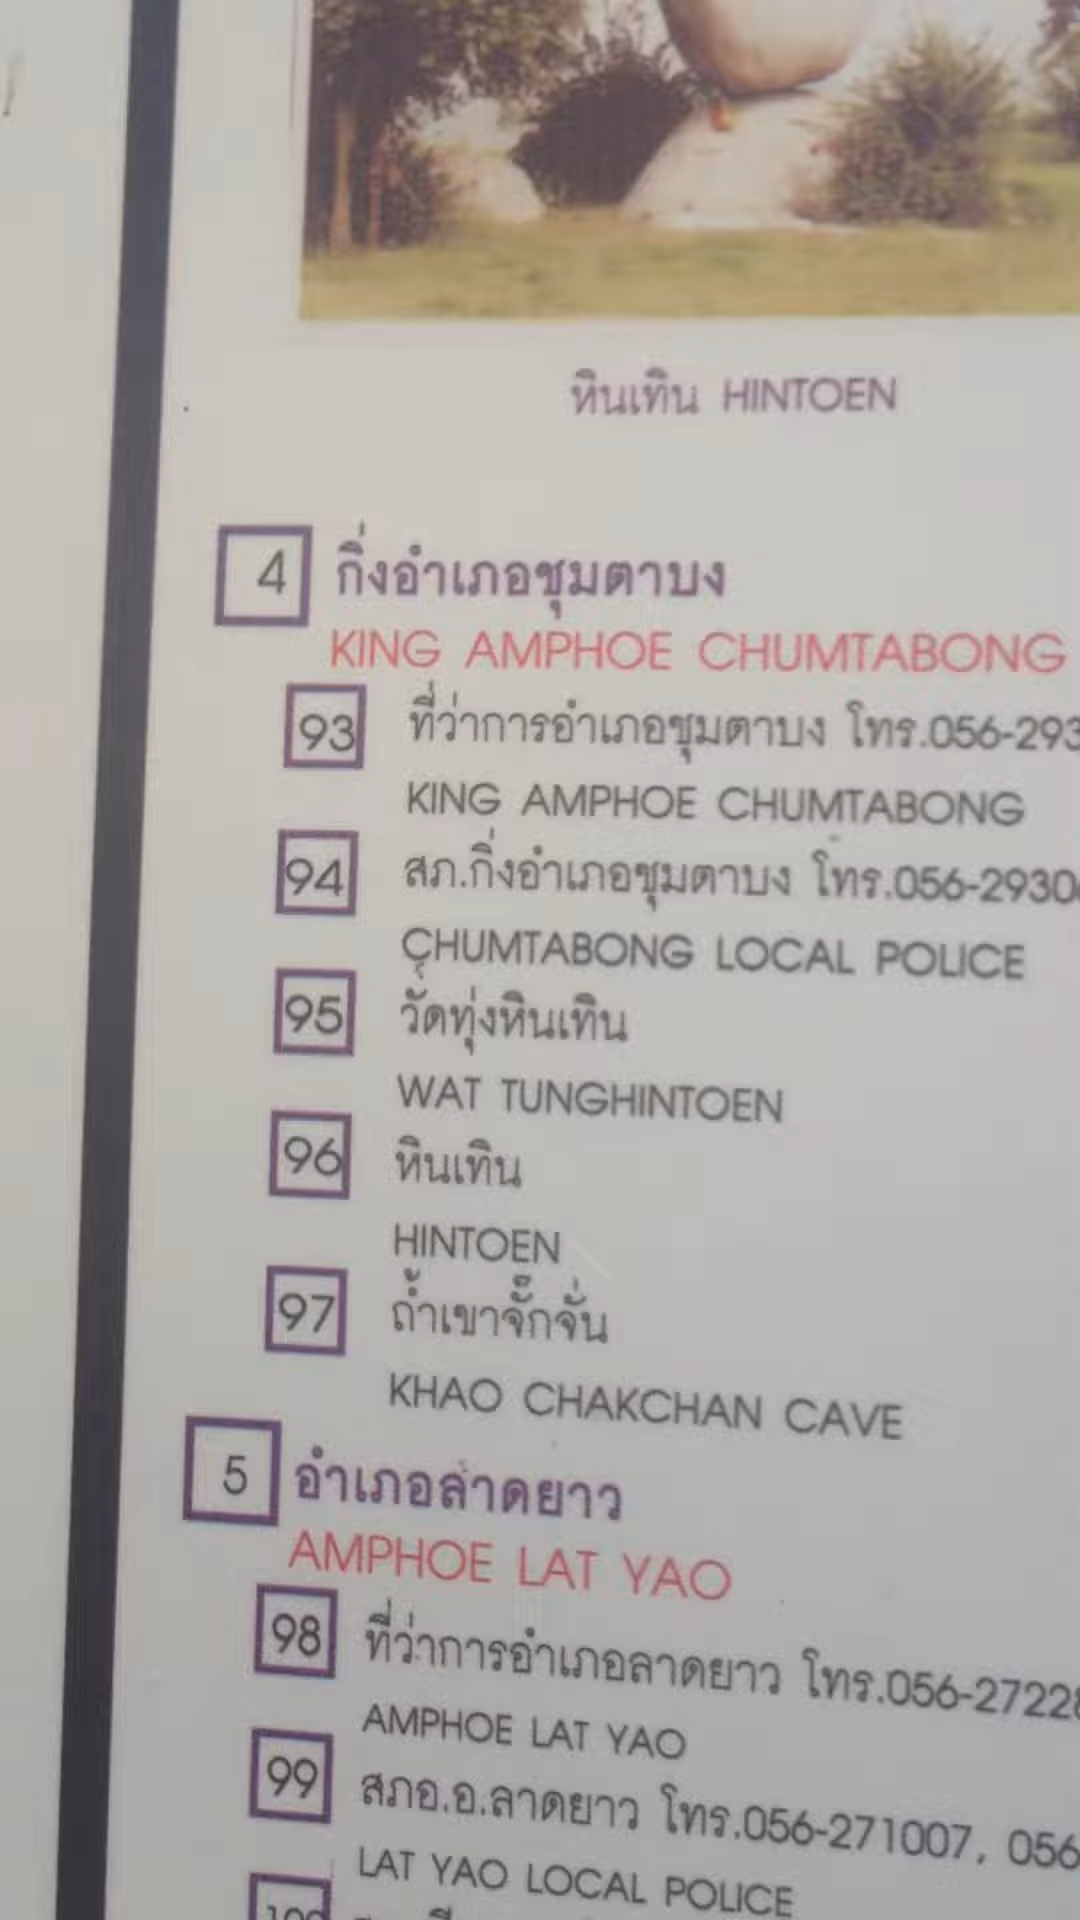 หินเทิน HINTOEN
4 กิ่งอำเภอชุมตาบง
KING AMPHOE CHUMTABONG
93 ที่ว่าการอำเภอชุมตาบง โทร.056-293
KING AMPHOE CHUMTABONG
94 สภ.กิ่งอำเภอชุมตาบง โทร.056-2930
CHUMTABONG LOCAL POLICE
95 วัดทุ่งหินเทิน
WAT TUNGHINTOEN
96 หินเทิน
HINTOEN
97 ถ้ำเขาจั๊กจั่น
KHAO CHAKCHAN CAVE
5 อำเภอลาดยาว
AMPHOE LAT YAO
98 ที่ว่าการอำเภอลาดยาว โทร.056-27228
AMPHOE LAT YAO
99 สภอ.อ.ลาดยาว โทร.056-271007, 056
LAT YAO LOCAL POLICE
100